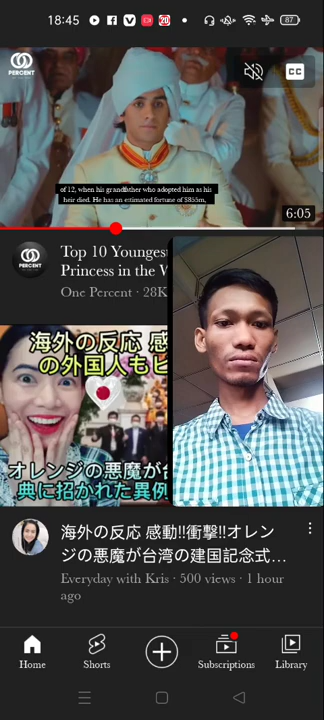 18:45
20
87
PERCENT
CC
of 12, when his grandfather who adopted him as his
heir died. He has an estimated fortune of $855m,
6:05
PERCENT
Top 10 Youngest
Princess in the W
One Percent · 28K
海外の反応 感
の外国人もビ
オレンジの悪魔が台
典に招かれた異例
海外の反応 感動!!衝撃!!オレン
ジの悪魔が台湾の建国記念式...
Everyday with Kris · 500 views · 1 hour
ago
Home
Shorts
Subscriptions
Library